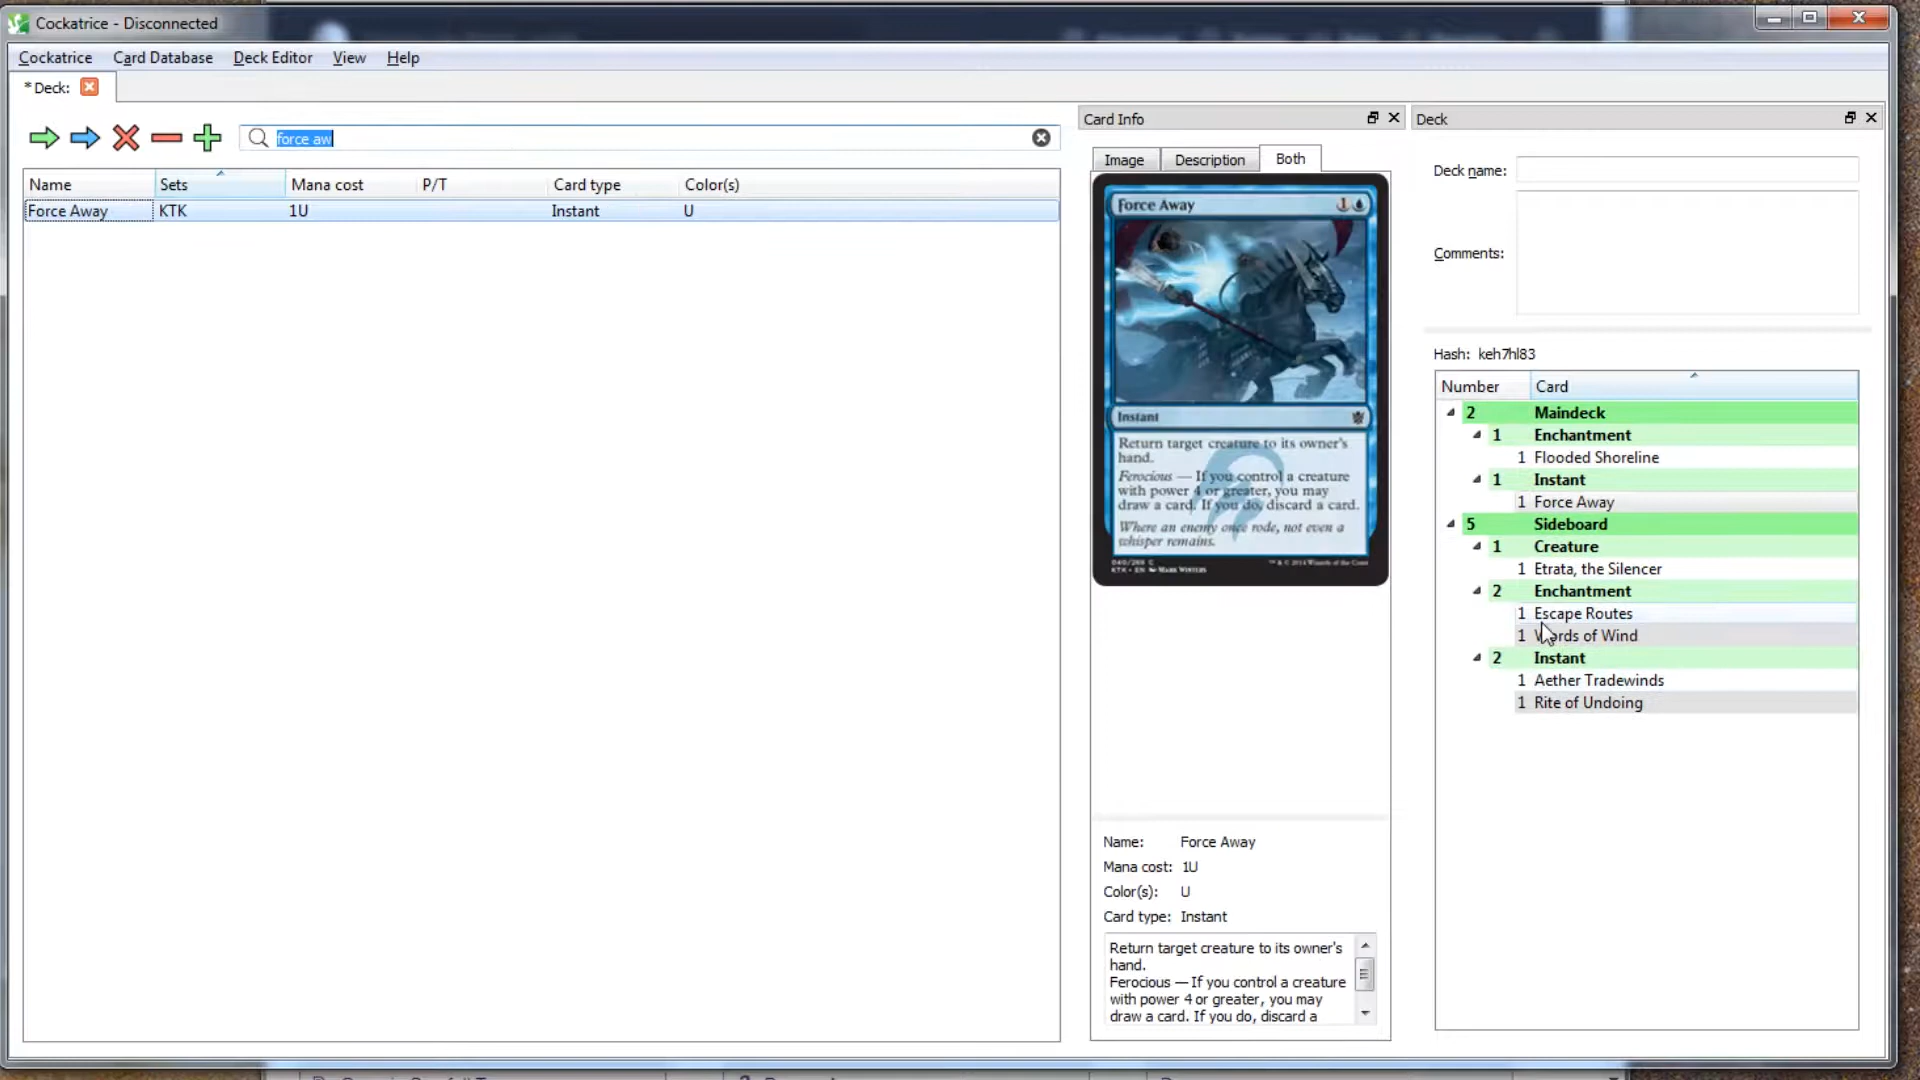 Cockatrice - Disconnected
Cockatrice Card Database Deck Editor View Help
* Deck:
force aw
Name Sets Mana cost P/T Card type Color(s)
Force Away KTK 1U Instant U
Card Info
Image Description Both
Force Away 1
Instant
Return target creature to its owner's
hand.
Ferocious — If you control a creature
with power 4 or greater, you may
draw a card. If you do, discard a card.
Where an enemy once rode, not even a
whisper remains.
KTK • EN Mark Winters
Name: Force Away
Mana cost: 1U
Color(s): U
Card type: Instant
Return target creature to its owner's
hand.
Ferocious — If you control a creature
with power 4 or greater, you may
draw a card. If you do, discard a
Deck
Deck name:
Comments:
Hash: keh7hl83
Number Card
2 Maindeck
1 Enchantment
1 Flooded Shoreline
1 Instant
1 Force Away
5 Sideboard
1 Creature
1 Etrata, the Silencer
2 Enchantment
1 Escape Routes
1 Words of Wind
2 Instant
1 Aether Tradewinds
1 Rite of Undoing